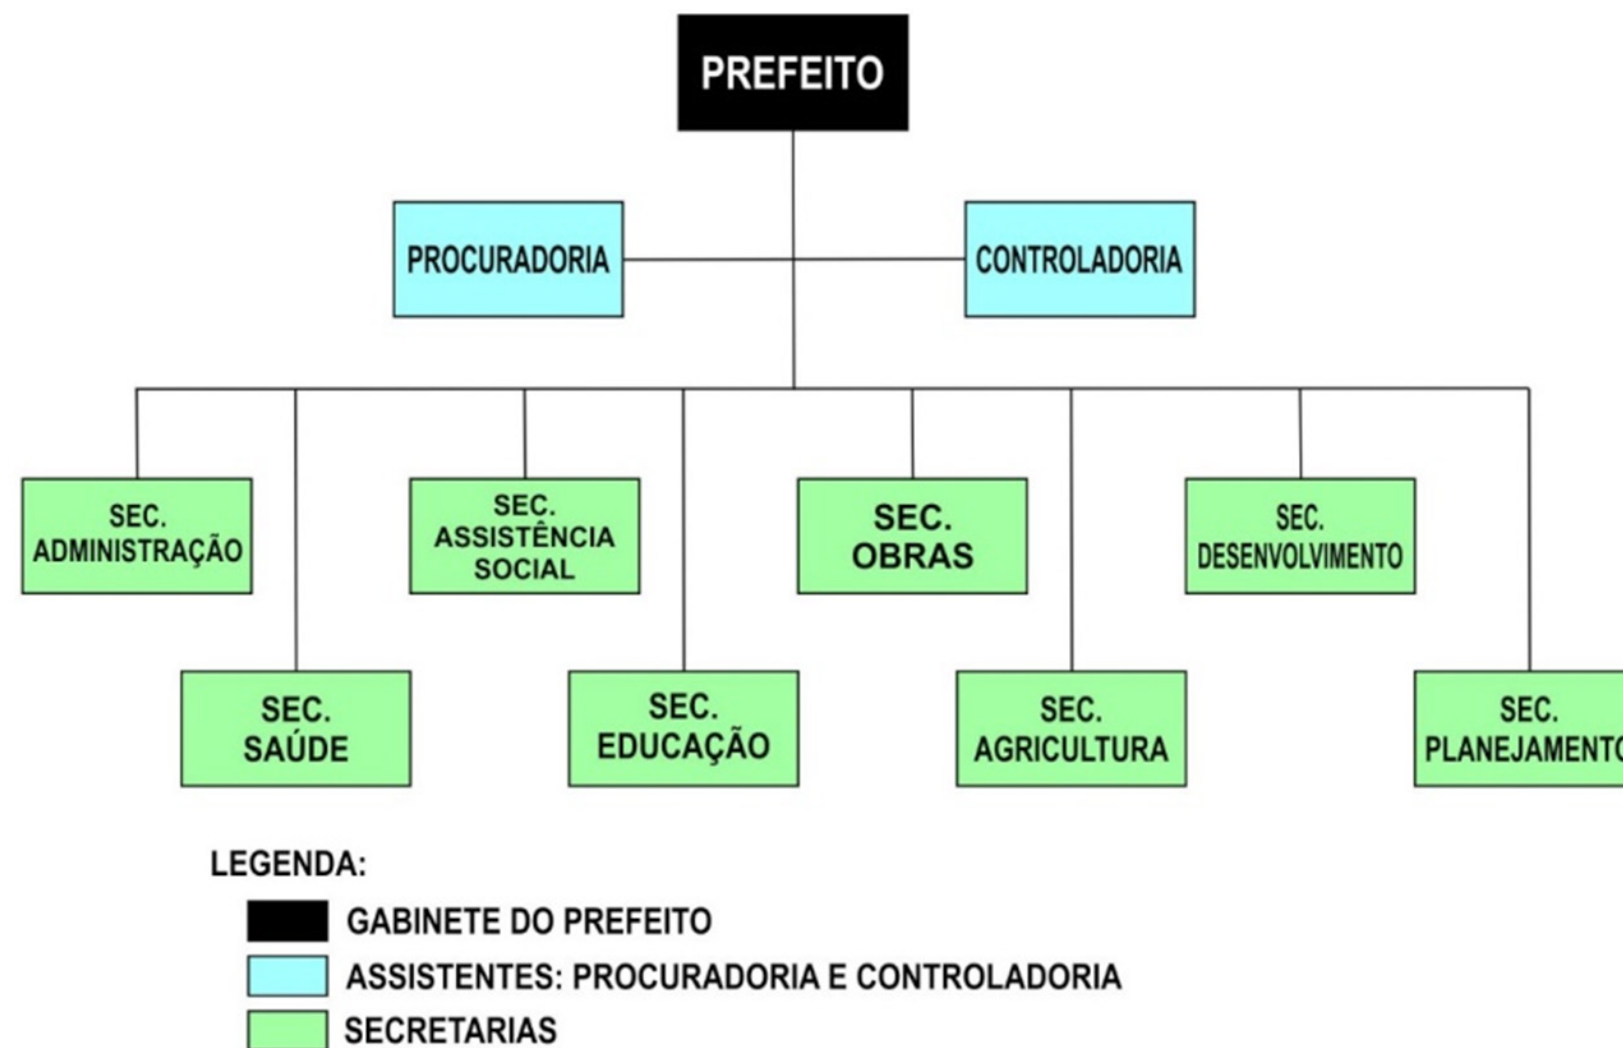 PREFEITO
PROCURADORIA
CONTROLADORIA
SEC.
ADMINISTRAÇÃO
SEC.
ASSISTÊNCIA
SOCIAL
SEC.
OBRAS
SEC.
DESENVOLVIMENTO
SEC.
SAÚDE
SEC.
EDUCAÇÃO
SEC.
AGRICULTURA
SEC.
PLANEJAMENTO
LEGENDA:
GABINETE DO PREFEITO
ASSISTENTES: PROCURADORIA E CONTROLADORIA
SECRETARIAS